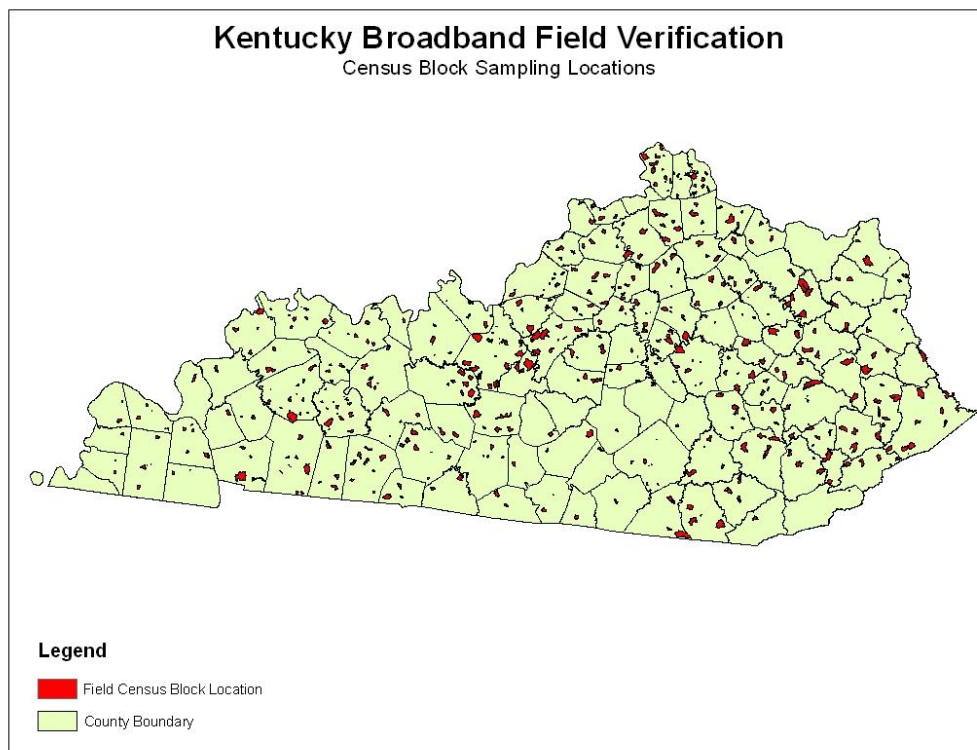 Kentucky Broadband Field Verification
Census Block Sampling Locations
Legend
Field Census Block Location
County Boundary